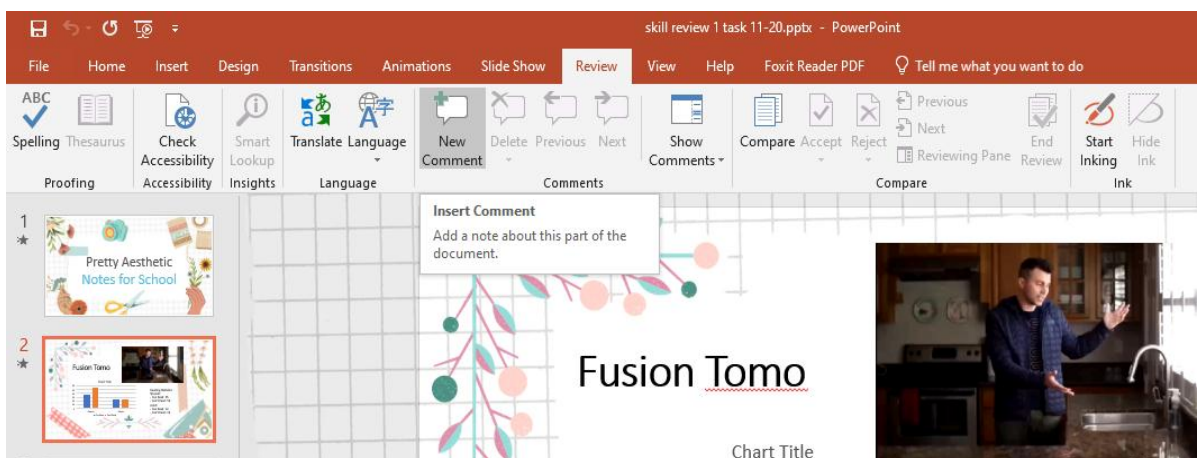 skill review 1 task 11-20.pptx - PowerPoint
File Home Insert Design Transitions Animations Slide Show Review View Help Foxit Reader PDF Tell me what you want to do
ABC
Spelling
Thesaurus
Proofing
Check
Accessibility
Accessibility
Smart
Lookup
Insights
Translate
Language
Language
New
Comment
Delete
Previous
Next
Show
Comments
Comments
Compare
Accept
Reject
Previous
Next
Reviewing Pane
End
Review
Compare
Start
Inking
Hide
Ink
Ink
Insert Comment
Add a note about this part of the
document.
1
Pretty Aesthetic
Notes for School
2
Fusion Tomo
Fusion Tomo
Chart Title